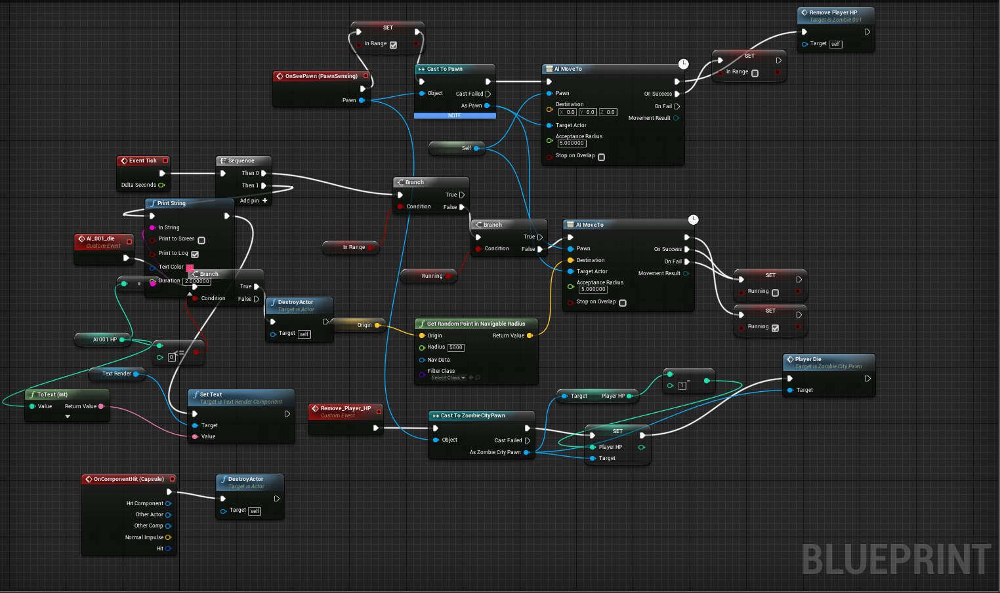 Remove Player HP
Target is Zombie 001
Target self
SET
In Range
SET
In Range
OnSeePawn (PawnSensing)
Pawn
Cast To Pawn
Object
Cast Failed
As Pawn
NOTE
AI MoveTo
Pawn
On Success
Destination
X 0.0 Y 0.0 Z 0.0
On Fail
Movement Result
Target Actor
Acceptance Radius
5.000000
Stop on Overlap
Self
Event Tick
Delta Seconds
Sequence
Then 0
Then 1
Add pin +
Branch
True
Condition
False
In Range
Branch
True
Condition
False
Running
AI MoveTo
Pawn
On Success
Destination
On Fail
Target Actor
Movement Result
Acceptance Radius
5.000000
Stop on Overlap
SET
Running
SET
Running
Print String
In String
Print to Screen
Print to Log
Text Color
Duration 2.000000
AI_001_die
Custom Event
Branch
True
Condition
False
DestroyActor
Target is Actor
Target self
Origin
Get Random Point in Navigable Radius
Origin
Return Value
Radius 5000
Nav Data
Filter Class
Select Class
AI 001 HP
0
<=
Text Render
ToText (int)
Value
Return Value
Set Text
Target is Text Render Component
Target
Value
Remove_Player_HP
Custom Event
Cast To ZombieCityPawn
Object
Cast Failed
As Zombie City Pawn
Target
Player HP
1
-
SET
Player HP
Target
Player Die
Target is Zombie City Pawn
Target
OnComponentHit (Capsule)
Hit Component
Other Actor
Other Comp
Normal Impulse
Hit
DestroyActor
Target is Actor
Target self
BLUEPRINT